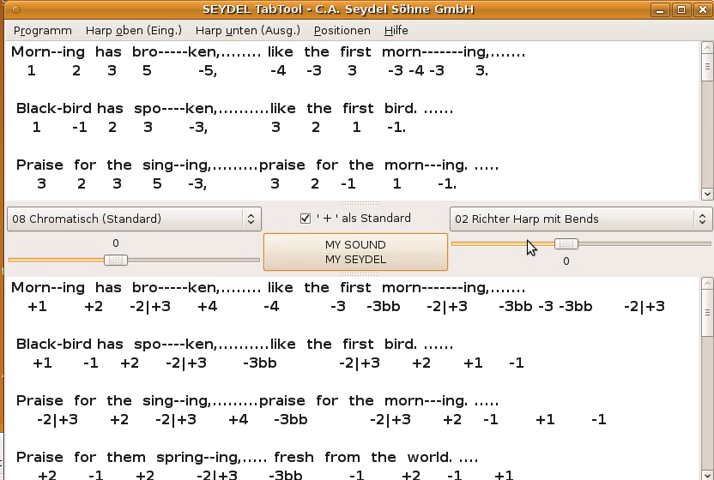 SEYDEL TabTool - C.A. Seydel Söhne GmbH
Programm Harp oben (Eing.) Harp unten (Ausg.) Positionen Hilfe
Morn--ing has bro-----ken,........ like the first morn-------ing,.......
1 2 3 5 -5, -4 -3 3 -3 -4 -3 3.
Black-bird has spo----ken,..........like the first bird. ......
1 -1 2 3 -3, 3 2 1 -1.
Praise for the sing--ing,.........praise for the morn---ing. .....
3 2 3 5 -3, 3 2 -1 1 -1.
08 Chromatisch (Standard) ' + ' als Standard 02 Richter Harp mit Bends
0 MY SOUND
MY SEYDEL 0
Morn--ing has bro-----ken,........ like the first morn-------ing,.......
+1 +2 -2|+3 +4 -4 -3 -3bb -2|+3 -3bb -3 -3bb -2|+3
Black-bird has spo----ken,..........like the first bird. ......
+1 -1 +2 -2|+3 -3bb -2|+3 +2 +1 -1
Praise for the sing--ing,.........praise for the morn---ing. .....
-2|+3 +2 -2|+3 +4 -3bb -2|+3 +2 -1 +1 -1
Praise for them spring--ing,..... fresh from the world. ....
+2 -1 +2 -2|+3 -3bb -1 +2 -1 +1